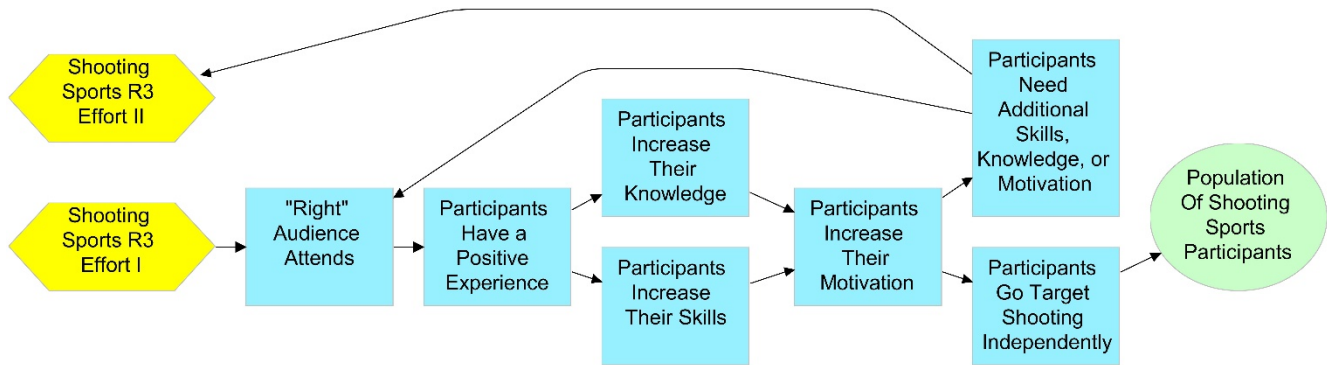 Shooting
Sports R3
Effort II
Shooting
Sports R3
Effort I
"Right"
Audience
Attends
Participants
Have a
Positive
Experience
Participants
Increase
Their
Knowledge
Participants
Increase
Their Skills
Participants
Increase
Their
Motivation
Participants
Need
Additional
Skills,
Knowledge, or
Motivation
Participants
Go Target
Shooting
Independently
Population
Of Shooting
Sports
Participants